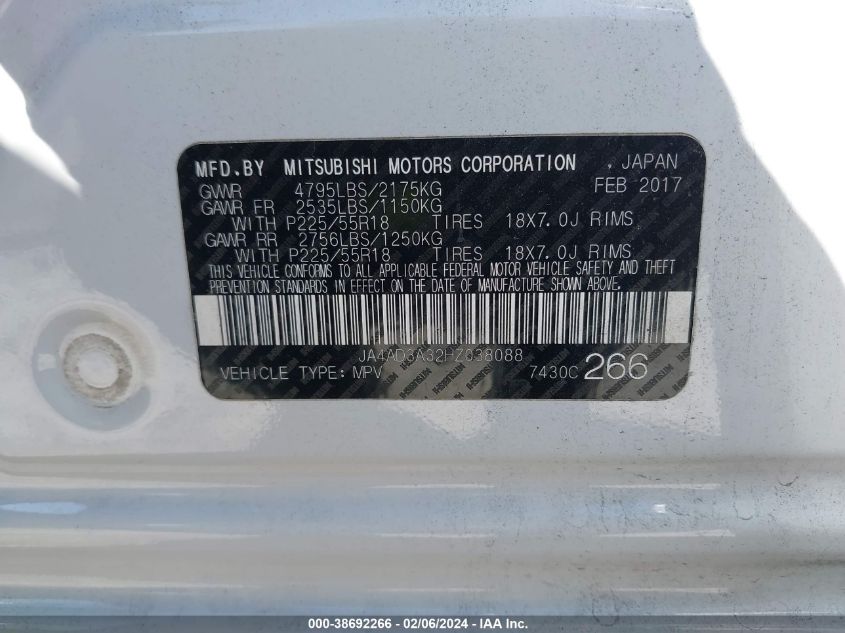 MFD.BY MITSUBISHI MOTORS CORPORATION , JAPAN
GVWR 4795LBS/2175KG FEB 2017
GAWR FR 2535LBS/1150KG
WITH P225/55R18 TIRES 18X7.0J RIMS
GAWR RR 2756LBS/1250KG
WITH P225/55R18 TIRES 18X7.0J RIMS
THIS VEHICLE CONFORMS TO ALL APPLICABLE FEDERAL MOTOR VEHICLE SAFETY AND THEFT
PREVENTION STANDARDS IN EFFECT ON THE DATE OF MANUFACTURE SHOWN ABOVE.
JA4AD3A32HZ038088
VEHICLE TYPE: MPV 7430C 266
000-38692266 - 02/06/2024 - IAA Inc.